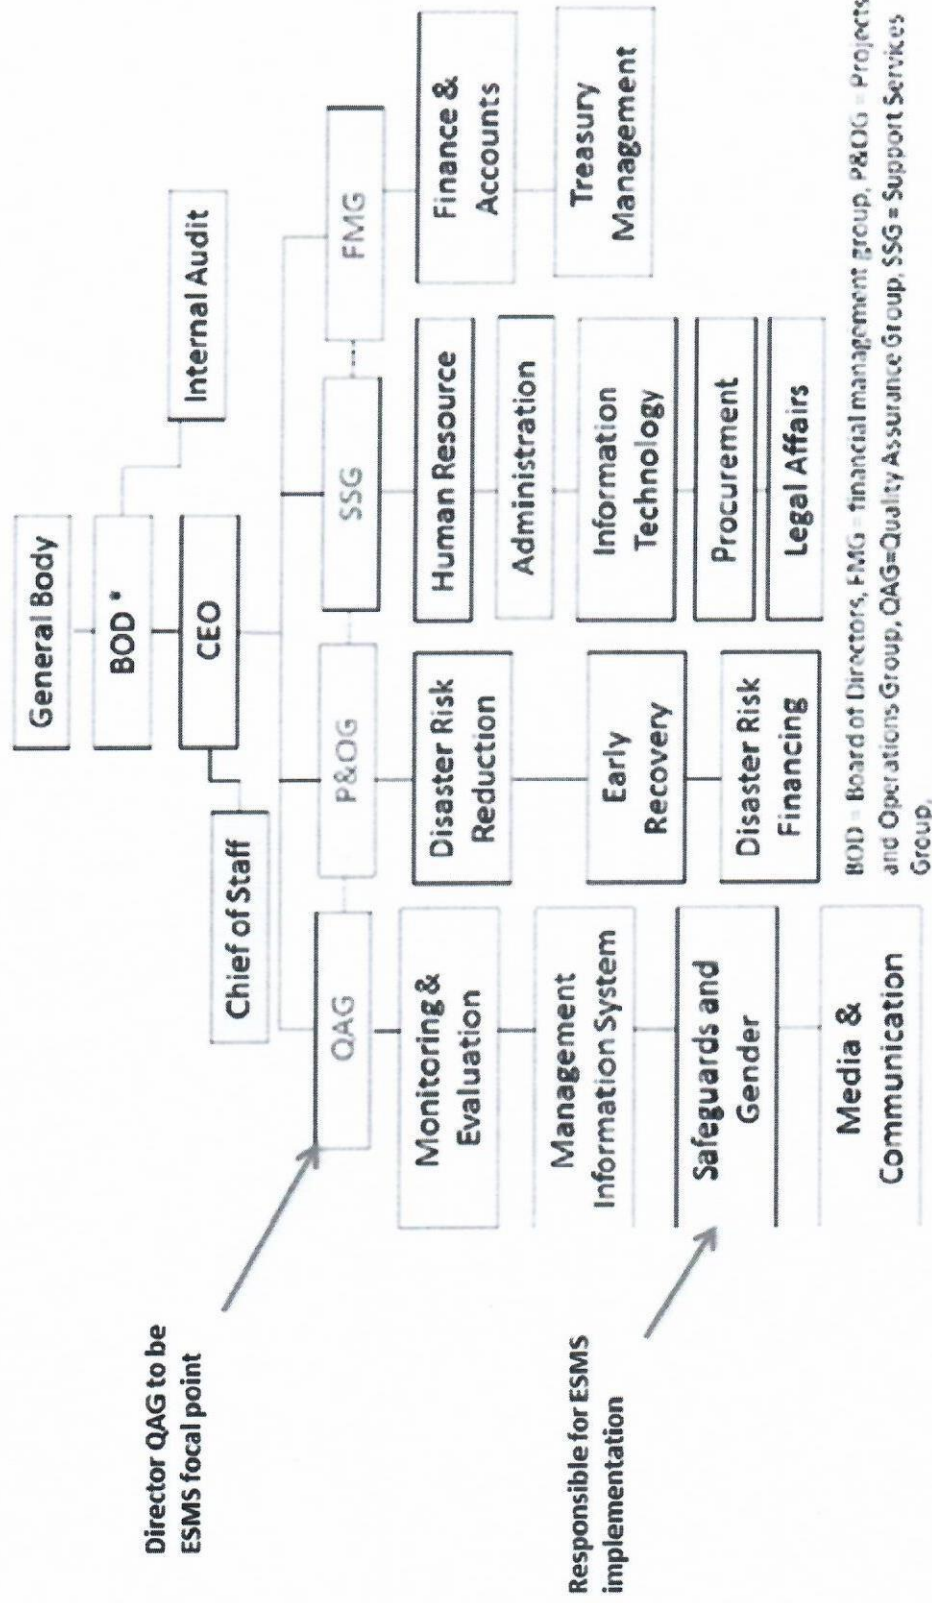 General Body
BOD *
Internal Audit
CEO
Chief of Staff
QAG
P&OG
SSG
FMG
Monitoring &
Evaluation
Management
Information System
Safeguards and
Gender
Media &
Communication
Disaster Risk
Reduction
Early
Recovery
Disaster Risk
Financing
Human Resource
Administration
Information
Technology
Procurement
Legal Affairs
Finance &
Accounts
Treasury
Management
Director QAG to be
ESMS focal point
Responsible for ESMS
implementation
BOD = Board of Directors, FMG = financial management group, P&OG = Projects
and Operations Group, QAG=Quality Assurance Group, SSG = Support Services
Group,